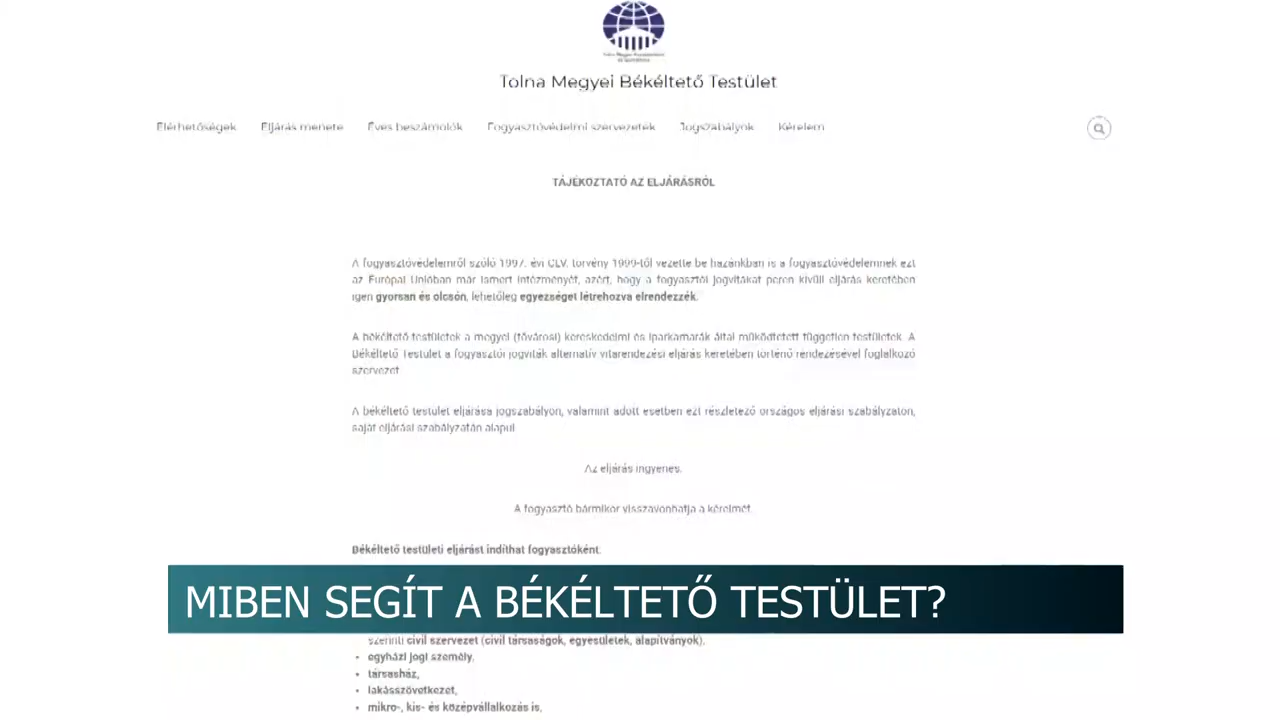 Tolna Megyei Békéltető Testület
Elérhetőségek Eljárás menete Éves beszámolók Fogyasztóvédelmi szervezetek Jogszabályok Kérelem
TÁJÉKOZTATÓ AZ ELJÁRÁSRÓL
A fogyasztóvédelemről szóló 1997. évi CLV. törvény 1999-től vezette be hazánkban is a fogyasztóvédelemnek ezt
az Európai Unióban már ismert intézményét, azért, hogy a fogyasztói jogvitákat peren kívüli eljárás keretében
igen gyorsan és olcsón, lehetőleg egyezséget létrehozva elrendezzék.
A békéltető testületek a megyei (fővárosi) kereskedelmi és iparkamarák által működtetett független testületek. A
Békéltető Testület a fogyasztói jogviták alternatív vitarendezési eljárás keretében történő rendezésével foglalkozó
szervezet.
A békéltető testület eljárása jogszabályon, valamint adott esetben ezt részletező országos eljárási szabályzaton,
saját eljárási szabályzatán alapul.
Az eljárás ingyenes.
A fogyasztó bármikor visszavonhatja a kérelmét.
Békéltető testületi eljárást indíthat fogyasztóként:
MIBEN SEGÍT A BÉKÉLTETŐ TESTÜLET?
szerinti civil szervezet (civil társaságok, egyesületek, alapítványok),
• egyházi jogi személy,
• társasház,
• lakásszövetkezet,
• mikro-, kis- és középvállalkozás is,